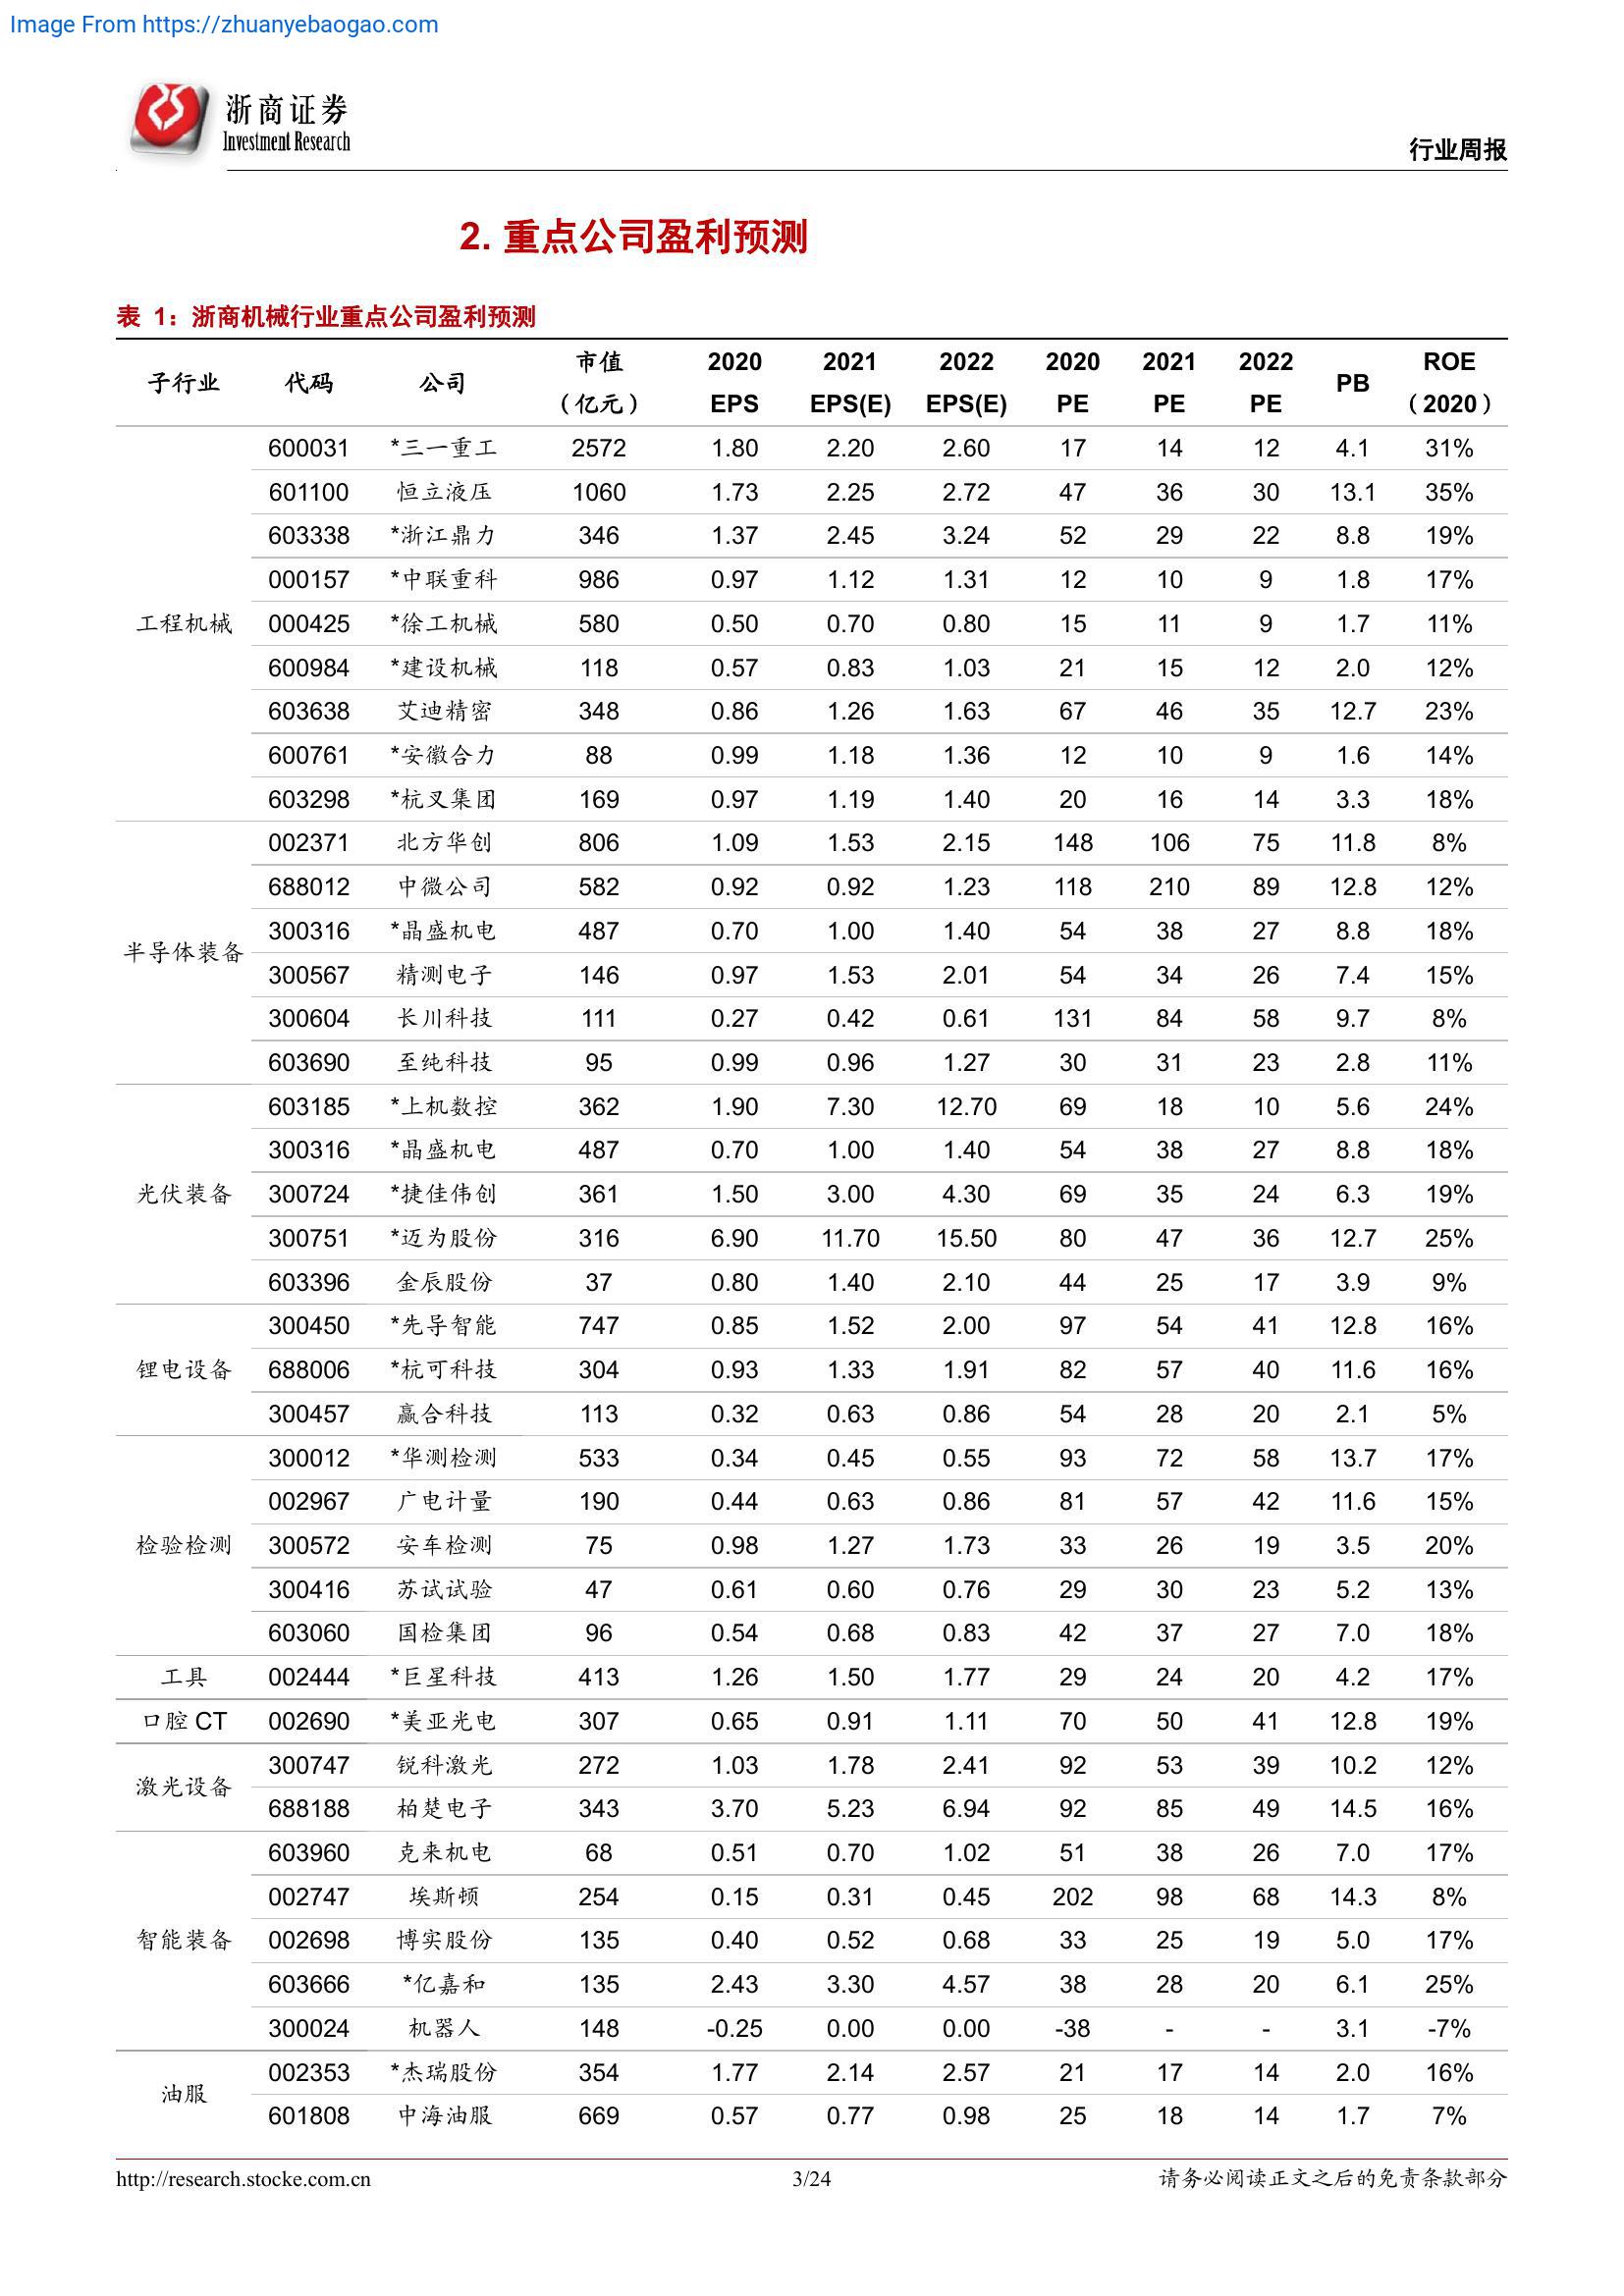 Image From https://zhuanyebaogao.com
浙商证券
Investment Research
行业周报
2. 重点公司盈利预测
表 1：浙商机械行业重点公司盈利预测
子行业 代码 公司 市值（亿元） 2020 EPS 2021 EPS(E) 2022 EPS(E) 2020 PE 2021 PE 2022 PE PB ROE（2020）
工程机械 600031 *三一重工 2572 1.80 2.20 2.60 17 14 12 4.1 31%
601100 恒立液压 1060 1.73 2.25 2.72 47 36 30 13.1 35%
603338 *浙江鼎力 346 1.37 2.45 3.24 52 29 22 8.8 19%
000157 *中联重科 986 0.97 1.12 1.31 12 10 9 1.8 17%
000425 *徐工机械 580 0.50 0.70 0.80 15 11 9 1.7 11%
600984 *建设机械 118 0.57 0.83 1.03 21 15 12 2.0 12%
603638 艾迪精密 348 0.86 1.26 1.63 67 46 35 12.7 23%
600761 *安徽合力 88 0.99 1.18 1.36 12 10 9 1.6 14%
603298 *杭叉集团 169 0.97 1.19 1.40 20 16 14 3.3 18%
半导体装备 002371 北方华创 806 1.09 1.53 2.15 148 106 75 11.8 8%
688012 中微公司 582 0.92 0.92 1.23 118 210 89 12.8 12%
300316 *晶盛机电 487 0.70 1.00 1.40 54 38 27 8.8 18%
300567 精测电子 146 0.97 1.53 2.01 54 34 26 7.4 15%
300604 长川科技 111 0.27 0.42 0.61 131 84 58 9.7 8%
603690 至纯科技 95 0.99 0.96 1.27 30 31 23 2.8 11%
光伏装备 603185 *上机数控 362 1.90 7.30 12.70 69 18 10 5.6 24%
300316 *晶盛机电 487 0.70 1.00 1.40 54 38 27 8.8 18%
300724 *捷佳伟创 361 1.50 3.00 4.30 69 35 24 6.3 19%
300751 *迈为股份 316 6.90 11.70 15.50 80 47 36 12.7 25%
603396 金辰股份 37 0.80 1.40 2.10 44 25 17 3.9 9%
锂电设备 300450 *先导智能 747 0.85 1.52 2.00 97 54 41 12.8 16%
688006 *杭可科技 304 0.93 1.33 1.91 82 57 40 11.6 16%
300457 赢合科技 113 0.32 0.63 0.86 54 28 20 2.1 5%
检验检测 300012 *华测检测 533 0.34 0.45 0.55 93 72 58 13.7 17%
002967 广电计量 190 0.44 0.63 0.86 81 57 42 11.6 15%
300572 安车检测 75 0.98 1.27 1.73 33 26 19 3.5 20%
300416 苏试试验 47 0.61 0.60 0.76 29 30 23 5.2 13%
603060 国检集团 96 0.54 0.68 0.83 42 37 27 7.0 18%
工具 002444 *巨星科技 413 1.26 1.50 1.77 29 24 20 4.2 17%
口腔 CT 002690 *美亚光电 307 0.65 0.91 1.11 70 50 41 12.8 19%
激光设备 300747 锐科激光 272 1.03 1.78 2.41 92 53 39 10.2 12%
688188 柏楚电子 343 3.70 5.23 6.94 92 85 49 14.5 16%
智能装备 603960 克来机电 68 0.51 0.70 1.02 51 38 26 7.0 17%
002747 埃斯顿 254 0.15 0.31 0.45 202 98 68 14.3 8%
002698 博实股份 135 0.40 0.52 0.68 33 25 19 5.0 17%
603666 *亿嘉和 135 2.43 3.30 4.57 38 28 20 6.1 25%
300024 机器人 148 -0.25 0.00 0.00 -38 - - 3.1 -7%
油服 002353 *杰瑞股份 354 1.77 2.14 2.57 21 17 14 2.0 16%
601808 中海油服 669 0.57 0.77 0.98 25 18 14 1.7 7%
http://research.stocke.com.cn 3/24 请务必阅读正文之后的免责条款部分